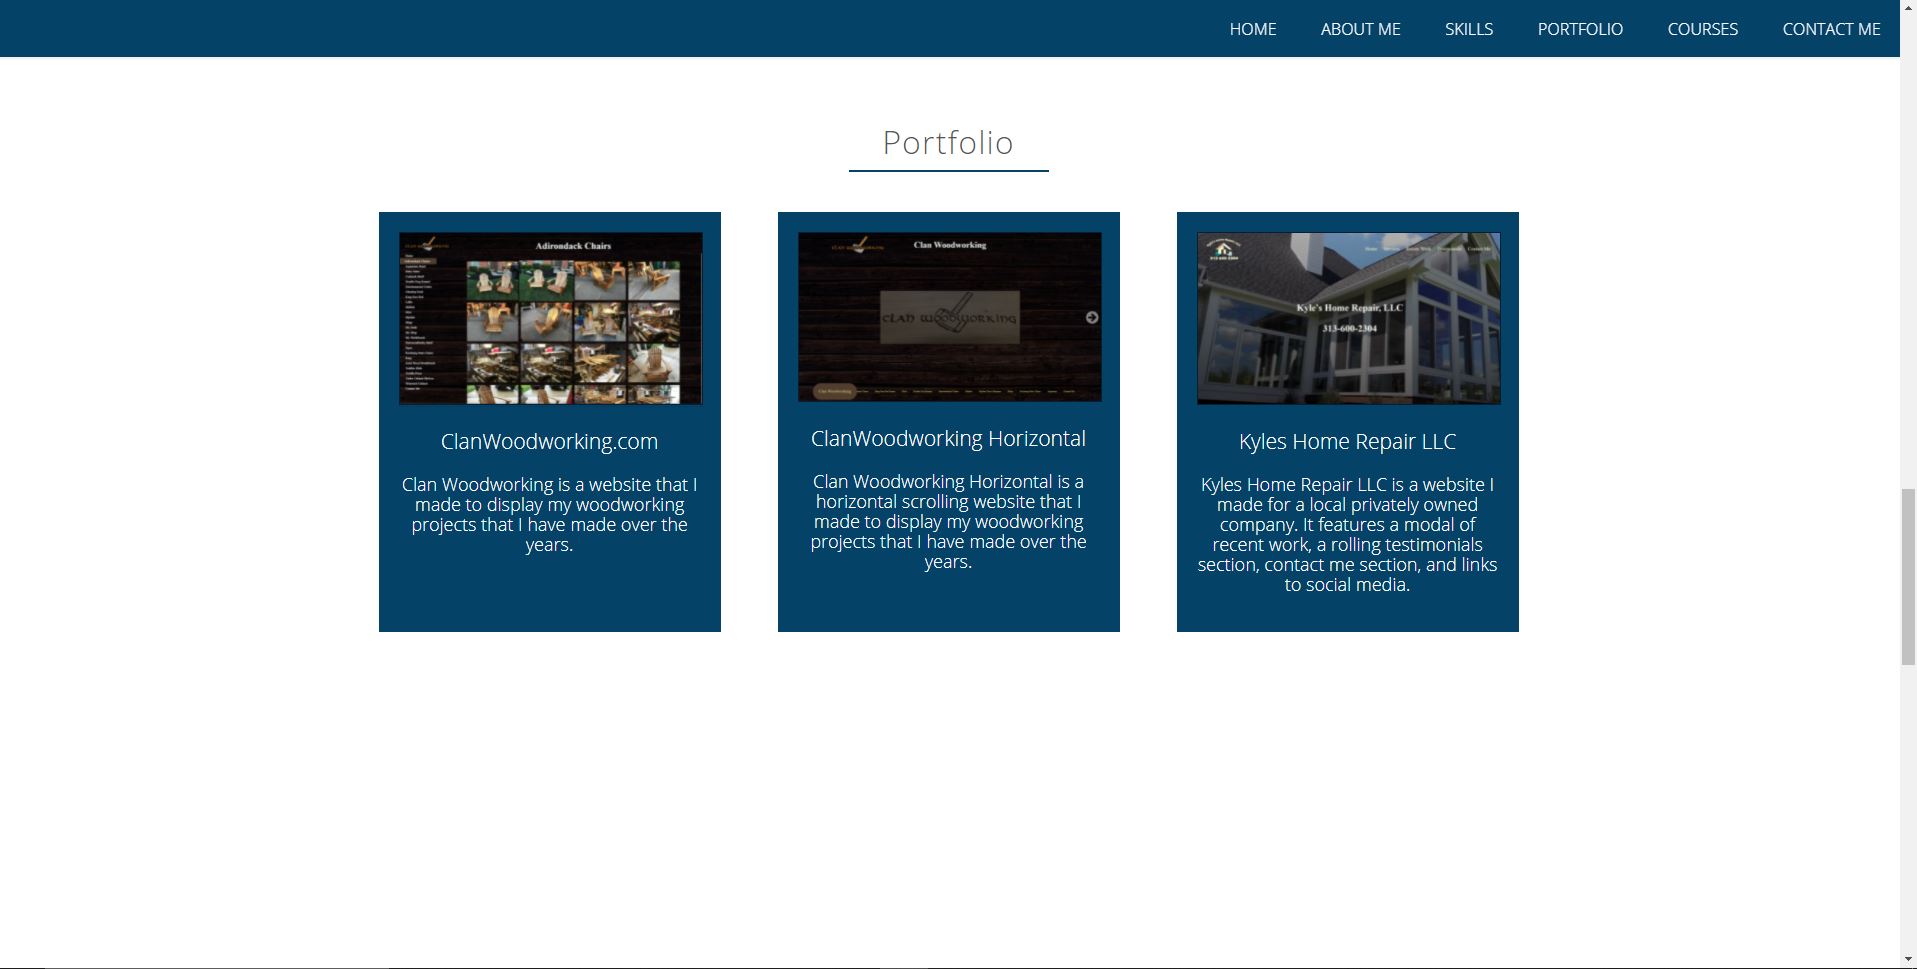 HOME ABOUT ME SKILLS PORTFOLIO COURSES CONTACT ME
Portfolio
Adirondack Chairs
ClanWoodworking.com
Clan Woodworking is a website that I
made to display my woodworking
projects that I have made over the
years.
Clan Woodworking
CLAN WOODWORKING
ClanWoodworking Horizontal
Clan Woodworking Horizontal is a
horizontal scrolling website that I
made to display my woodworking
projects that I have made over the
years.
Kyle's Home Repair, LLC
313-600-2304
Kyles Home Repair LLC
Kyles Home Repair LLC is a website I
made for a local privately owned
company. It features a modal of
recent work, a rolling testimonials
section, contact me section, and links
to social media.